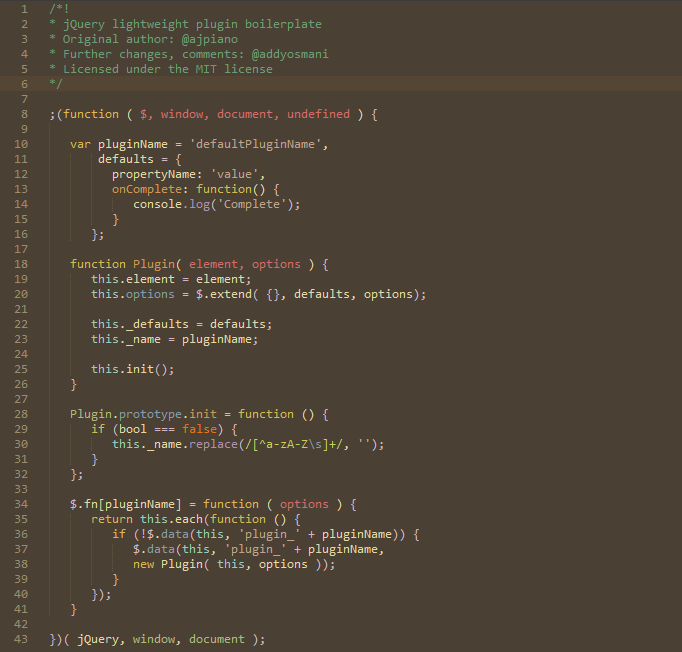 1 /*!
2 * jQuery lightweight plugin boilerplate
3 * Original author: @ajpiano
4 * Further changes, comments: @addyosmani
5 * Licensed under the MIT license
6 */
7
8 ;(function ( $, window, document, undefined ) {
9
10 var pluginName = 'defaultPluginName',
11 defaults = {
12 propertyName: 'value',
13 onComplete: function() {
14 console.log('Complete');
15 }
16 };
17
18 function Plugin( element, options ) {
19 this.element = element;
20 this.options = $.extend( {}, defaults, options);
21
22 this._defaults = defaults;
23 this._name = pluginName;
24
25 this.init();
26 }
27
28 Plugin.prototype.init = function () {
29 if (bool === false) {
30 this._name.replace(/[^a-zA-Z\s]+/, '');
31 }
32 };
33
34 $.fn[pluginName] = function ( options ) {
35 return this.each(function () {
36 if (!$.data(this, 'plugin_' + pluginName)) {
37 $.data(this, 'plugin_' + pluginName,
38 new Plugin( this, options ));
39 }
40 });
41 }
42
43 })( jQuery, window, document );